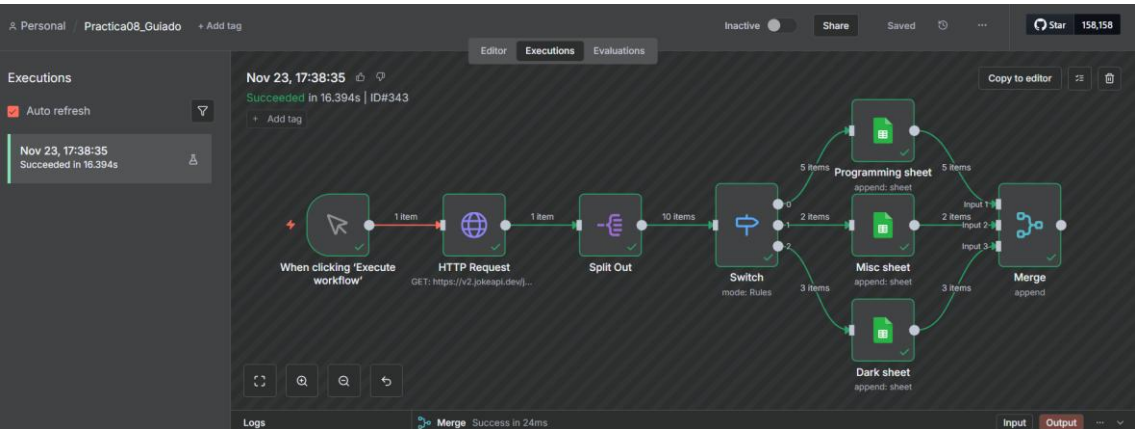 Personal / Practica08_Guiado + Add tag
Inactive Share Saved ... Star 158,158
Editor Executions Evaluations
Executions
Auto refresh
Nov 23, 17:38:35
Succeeded in 16.394s
Nov 23, 17:38:35
Succeeded in 16.394s | ID#343
+ Add tag
Copy to editor
1 item
1 item
10 items
5 items
5 items
2 items
2 items
3 items
3 items
0
1
2
Input 1
Input 2
Input 3
When clicking ‘Execute
workflow’
HTTP Request
GET: https://v2.jokeapi.dev/j...
Split Out
Switch
mode: Rules
Programming sheet
append: sheet
Misc sheet
append: sheet
Dark sheet
append: sheet
Merge
append
Logs
Merge Success in 24ms
Input Output ...